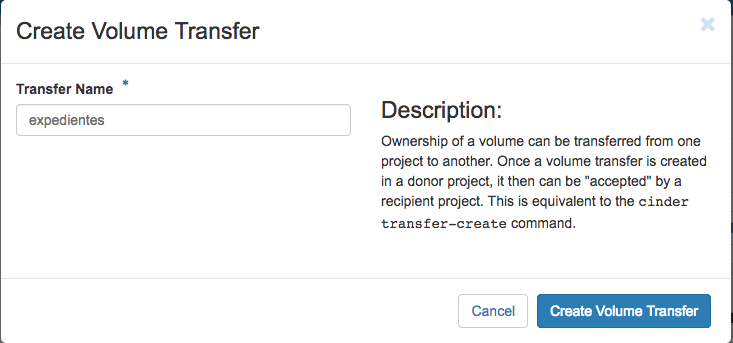 Create Volume Transfer
×
Transfer Name *
expedientes
Description:
Ownership of a volume can be transferred from one
project to another. Once a volume transfer is created
in a donor project, it then can be "accepted" by a
recipient project. This is equivalent to the cinder
transfer-create command.
Cancel
Create Volume Transfer